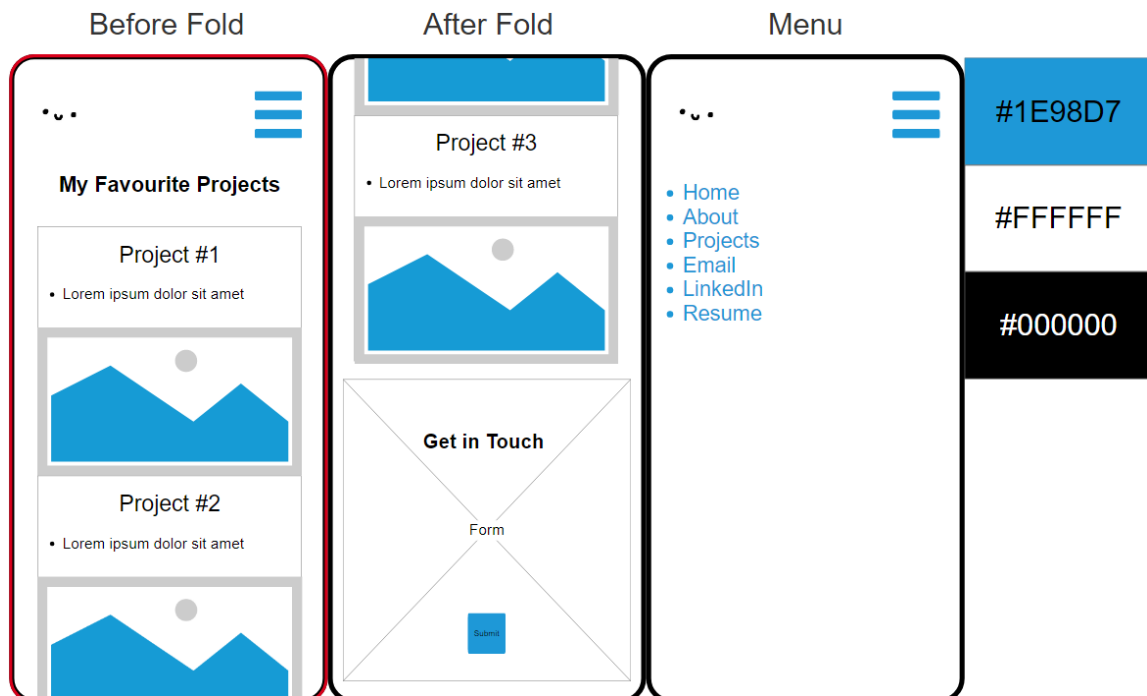 Before Fold
After Fold
Menu
My Favourite Projects
Project #1
Lorem ipsum dolor sit amet
Project #2
Lorem ipsum dolor sit amet
Project #3
Lorem ipsum dolor sit amet
Get in Touch
Form
Submit
Home
About
Projects
Email
LinkedIn
Resume
#1E98D7
#FFFFFF
#000000